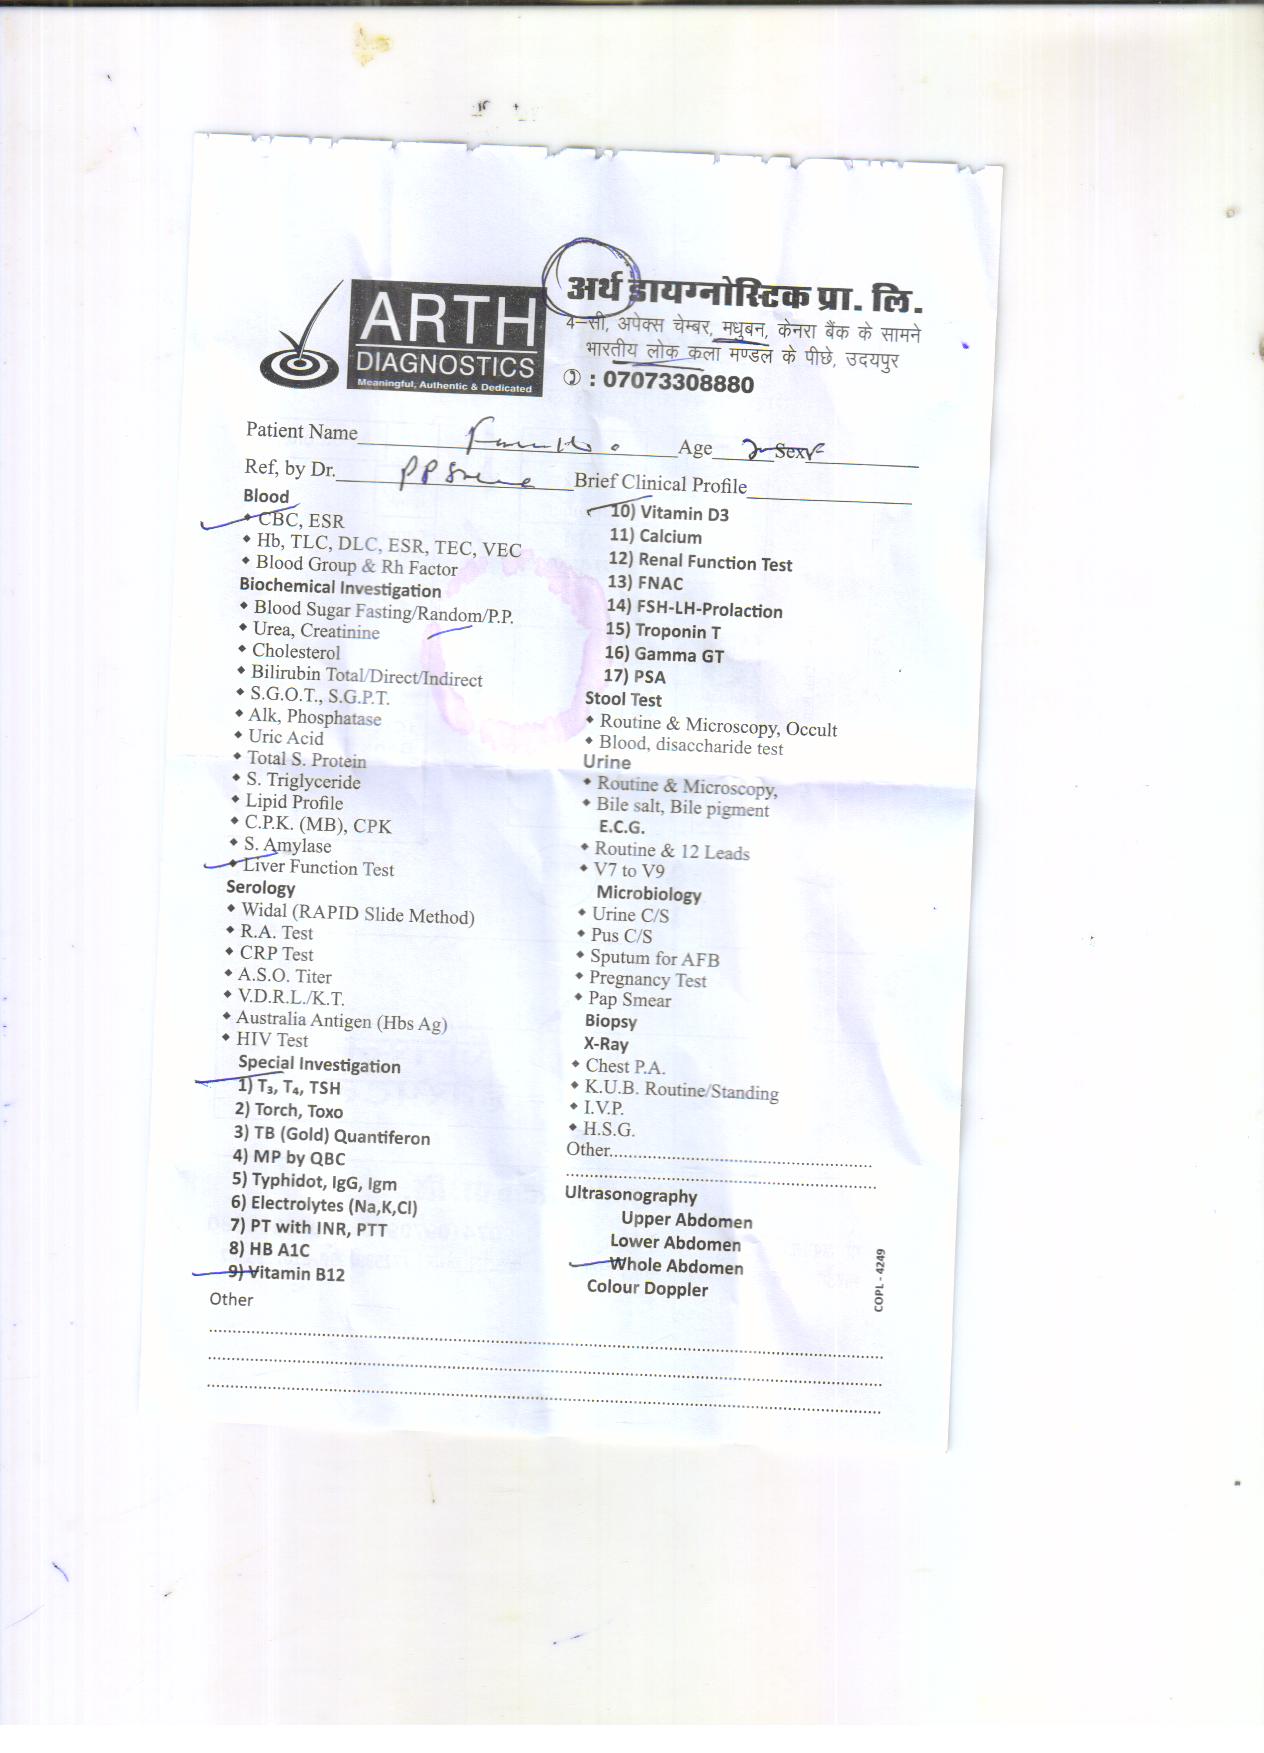 ARTH
DIAGNOSTICS
Meaningful, Authentic & Dedicated
अर्थ डायग्नोस्टिक प्रा. लि.
4–सी, अपेक्स चेम्बर, मधुबन, केनरा बैंक के सामने
भारतीय लोक कला मण्डल के पीछे, उदयपुर
: 07073308880
Patient Name Age Sex F
Ref, by Dr. Brief Clinical Profile
Blood
CBC, ESR
Hb, TLC, DLC, ESR, TEC, VEC
Blood Group & Rh Factor
Biochemical Investigation
Blood Sugar Fasting/Random/P.P.
Urea, Creatinine
Cholesterol
Bilirubin Total/Direct/Indirect
S.G.O.T., S.G.P.T.
Alk, Phosphatase
Uric Acid
Total S. Protein
S. Triglyceride
Lipid Profile
C.P.K. (MB), CPK
S. Amylase
Liver Function Test
Serology
Widal (RAPID Slide Method)
R.A. Test
CRP Test
A.S.O. Titer
V.D.R.L./K.T.
Australia Antigen (Hbs Ag)
HIV Test
Special Investigation
1) T₃, T₄, TSH
2) Torch, Toxo
3) TB (Gold) Quantiferon
4) MP by QBC
5) Typhidot, IgG, Igm
6) Electrolytes (Na,K,Cl)
7) PT with INR, PTT
8) HB A1C
9) Vitamin B12
Other
10) Vitamin D3
11) Calcium
12) Renal Function Test
13) FNAC
14) FSH-LH-Prolaction
15) Troponin T
16) Gamma GT
17) PSA
Stool Test
Routine & Microscopy, Occult
Blood, disaccharide test
Urine
Routine & Microscopy,
Bile salt, Bile pigment
E.C.G.
Routine & 12 Leads
V7 to V9
Microbiology
Urine C/S
Pus C/S
Sputum for AFB
Pregnancy Test
Pap Smear
Biopsy
X-Ray
Chest P.A.
K.U.B. Routine/Standing
I.V.P.
H.S.G.
Other
Ultrasonography
Upper Abdomen
Lower Abdomen
Whole Abdomen
Colour Doppler
COPL - 4249